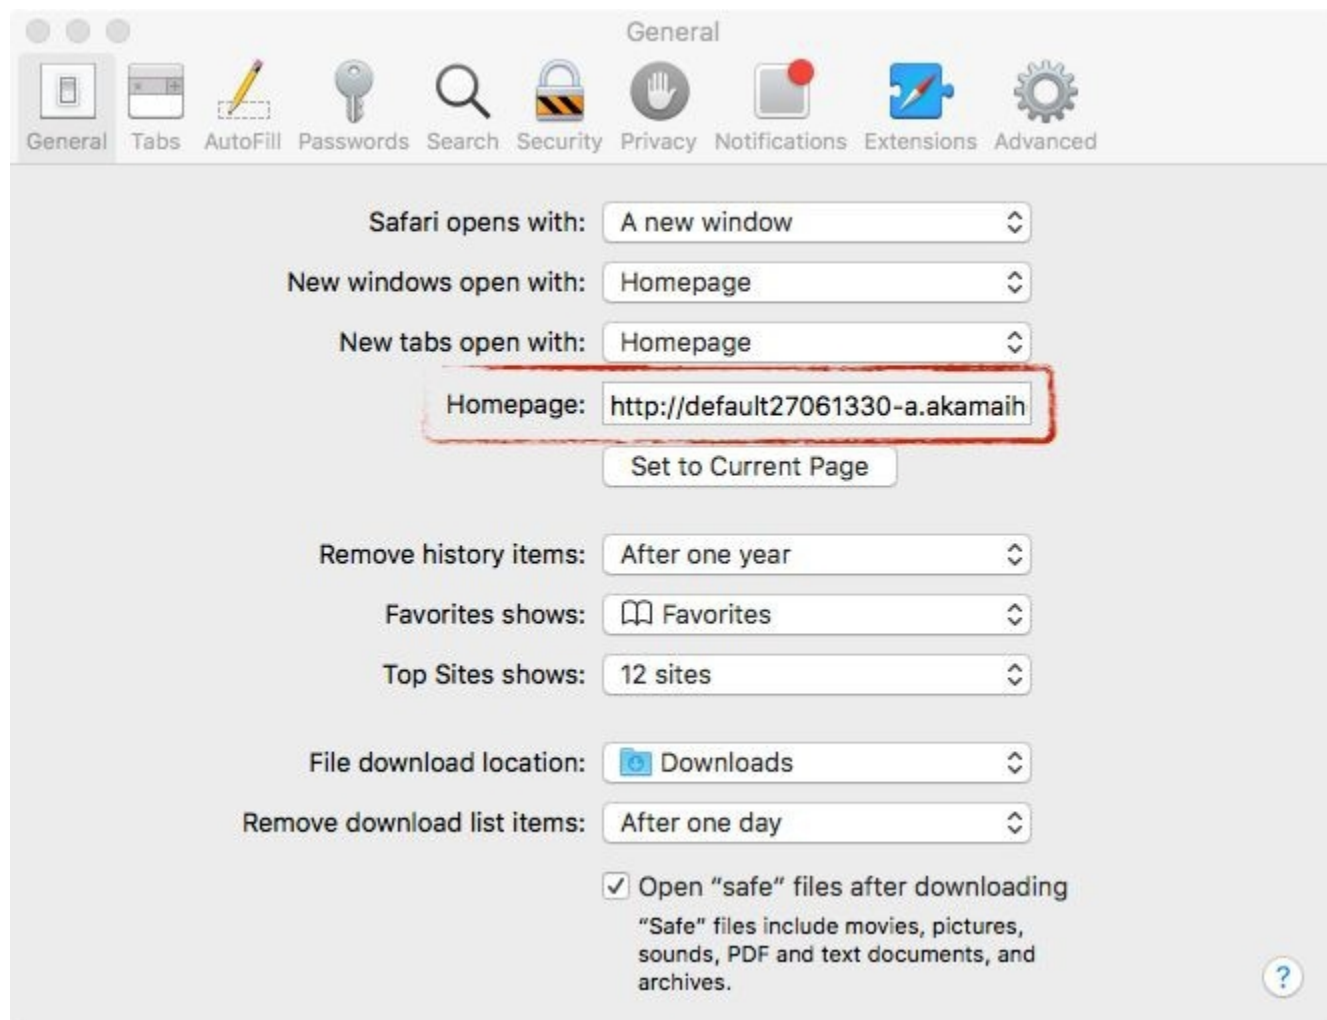 General
General Tabs AutoFill Passwords Search Security Privacy Notifications Extensions Advanced
Safari opens with: A new window
New windows open with: Homepage
New tabs open with: Homepage
Homepage: http://default27061330-a.akamaih
Set to Current Page
Remove history items: After one year
Favorites shows: Favorites
Top Sites shows: 12 sites
File download location: Downloads
Remove download list items: After one day
Open “safe” files after downloading
“Safe” files include movies, pictures,
sounds, PDF and text documents, and
archives.
?